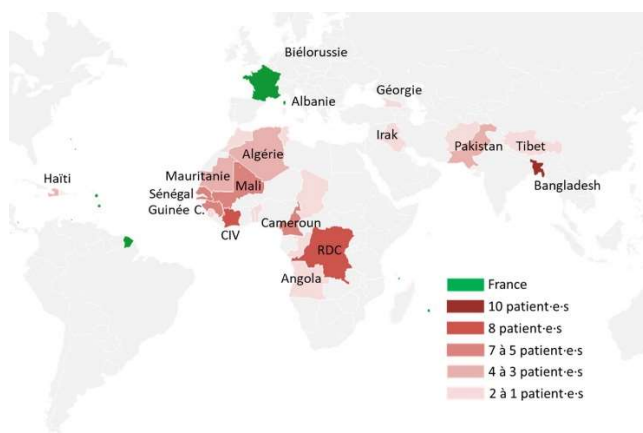 Biélorussie
Albanie
Géorgie
Irak
Pakistan
Tibet
Bangladesh
Haïti
Algérie
Mauritanie
Mali
Sénégal
Guinée C.
CIV
Cameroun
RDC
Angola
France
10 patient·e·s
8 patient·e·s
7 à 5 patient·e·s
4 à 3 patient·e·s
2 à 1 patient·e·s